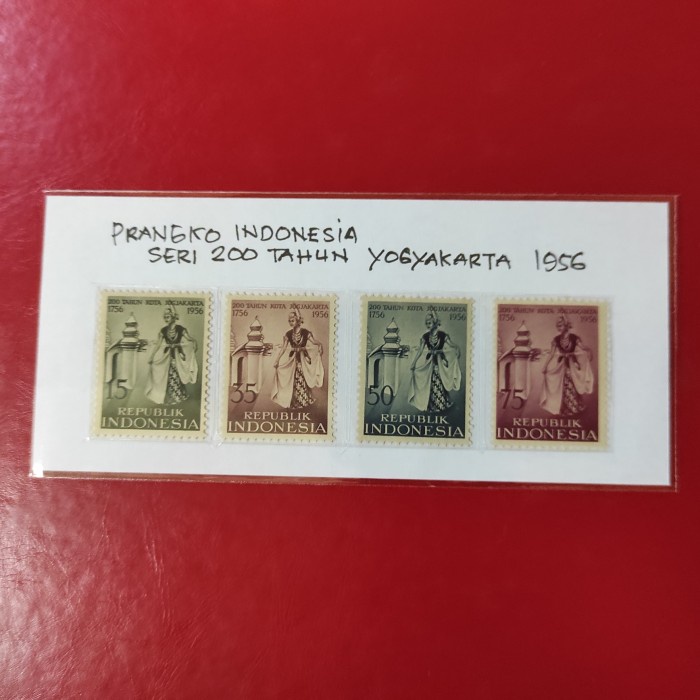 PRANGKO INDONESIA
SERI 200 TAHUN YOGYAKARTA 1956
200 TAHUN KOTA JOGJAKARTA
1756 1956
15
REPUBLIK
INDONESIA
200 TAHUN KOTA JOGJAKARTA
1756 1956
35
REPUBLIK
INDONESIA
200 TAHUN KOTA JOGJAKARTA
1756 1956
50
REPUBLIK
INDONESIA
200 TAHUN KOTA JOGJAKARTA
1756 1956
75
REPUBLIK
INDONESIA